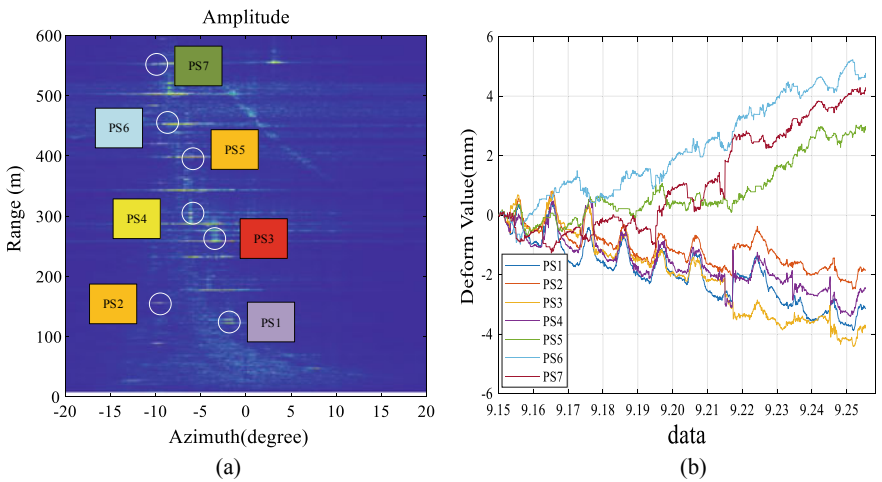 Amplitude
(a)
600
500
400
300
200
100
0
Range (m)
PS7
PS6
PS5
PS4
PS3
PS2
PS1
-20 -15 -10 -5 0 5 10 15 20
Azimuth(degree)
(a)
6
4
2
0
-2
-4
-6
Deform Value(mm)
PS1
PS2
PS3
PS4
PS5
PS6
PS7
9.15 9.16 9.17 9.18 9.19 9.20 9.21 9.22 9.23 9.24 9.25
data
(b)